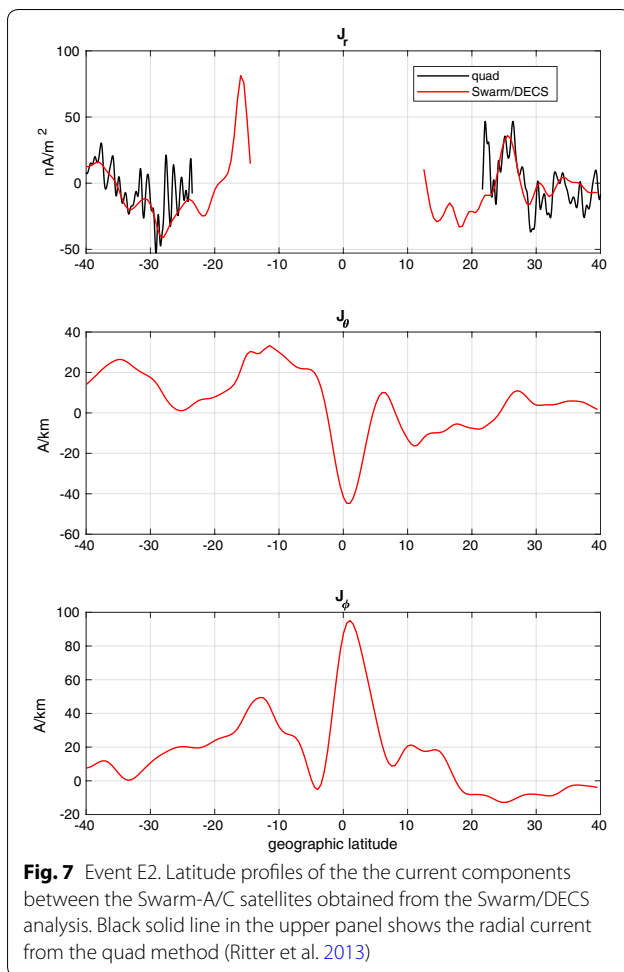 J_r
100
50
0
-50
nA/m²
quad
Swarm/DECS
-40 -30 -20 -10 0 10 20 30 40
J_θ
40
20
0
-20
-40
-60
A/km
-40 -30 -20 -10 0 10 20 30 40
J_ϕ
100
80
60
40
20
0
-20
A/km
-40 -30 -20 -10 0 10 20 30 40
geographic latitude
Fig. 7 Event E2. Latitude profiles of the the current components
between the Swarm-A/C satellites obtained from the Swarm/DECS
analysis. Black solid line in the upper panel shows the radial current
from the quad method (Ritter et al. 2013)